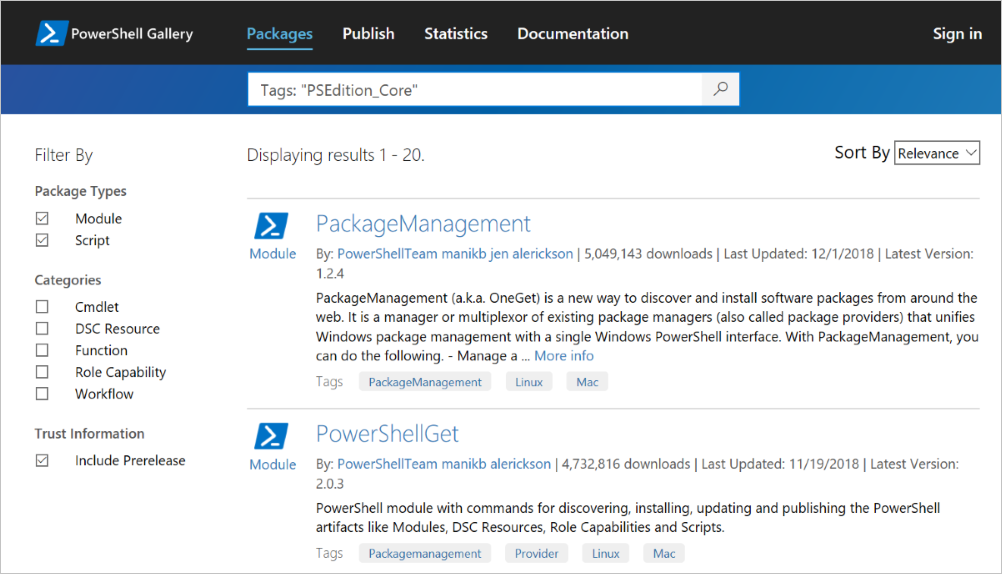 PowerShell Gallery
Packages
Publish
Statistics
Documentation
Sign in
Tags: "PSEdition_Core"
Filter By
Package Types
Module
Script
Categories
Cmdlet
DSC Resource
Function
Role Capability
Workflow
Trust Information
Include Prerelease
Displaying results 1 - 20.
Sort By Relevance
Module
PackageManagement
By: PowerShellTeam manikb jen alerickson | 5,049,143 downloads | Last Updated: 12/1/2018 | Latest Version:
1.2.4
PackageManagement (a.k.a. OneGet) is a new way to discover and install software packages from around the
web. It is a manager or multiplexor of existing package managers (also called package providers) that unifies
Windows package management with a single Windows PowerShell interface. With PackageManagement, you
can do the following. - Manage a ... More info
Tags PackageManagement Linux Mac
Module
PowerShellGet
By: PowerShellTeam manikb alerickson | 4,732,816 downloads | Last Updated: 11/19/2018 | Latest Version:
2.0.3
PowerShell module with commands for discovering, installing, updating and publishing the PowerShell
artifacts like Modules, DSC Resources, Role Capabilities and Scripts.
Tags Packagemanagement Provider Linux Mac